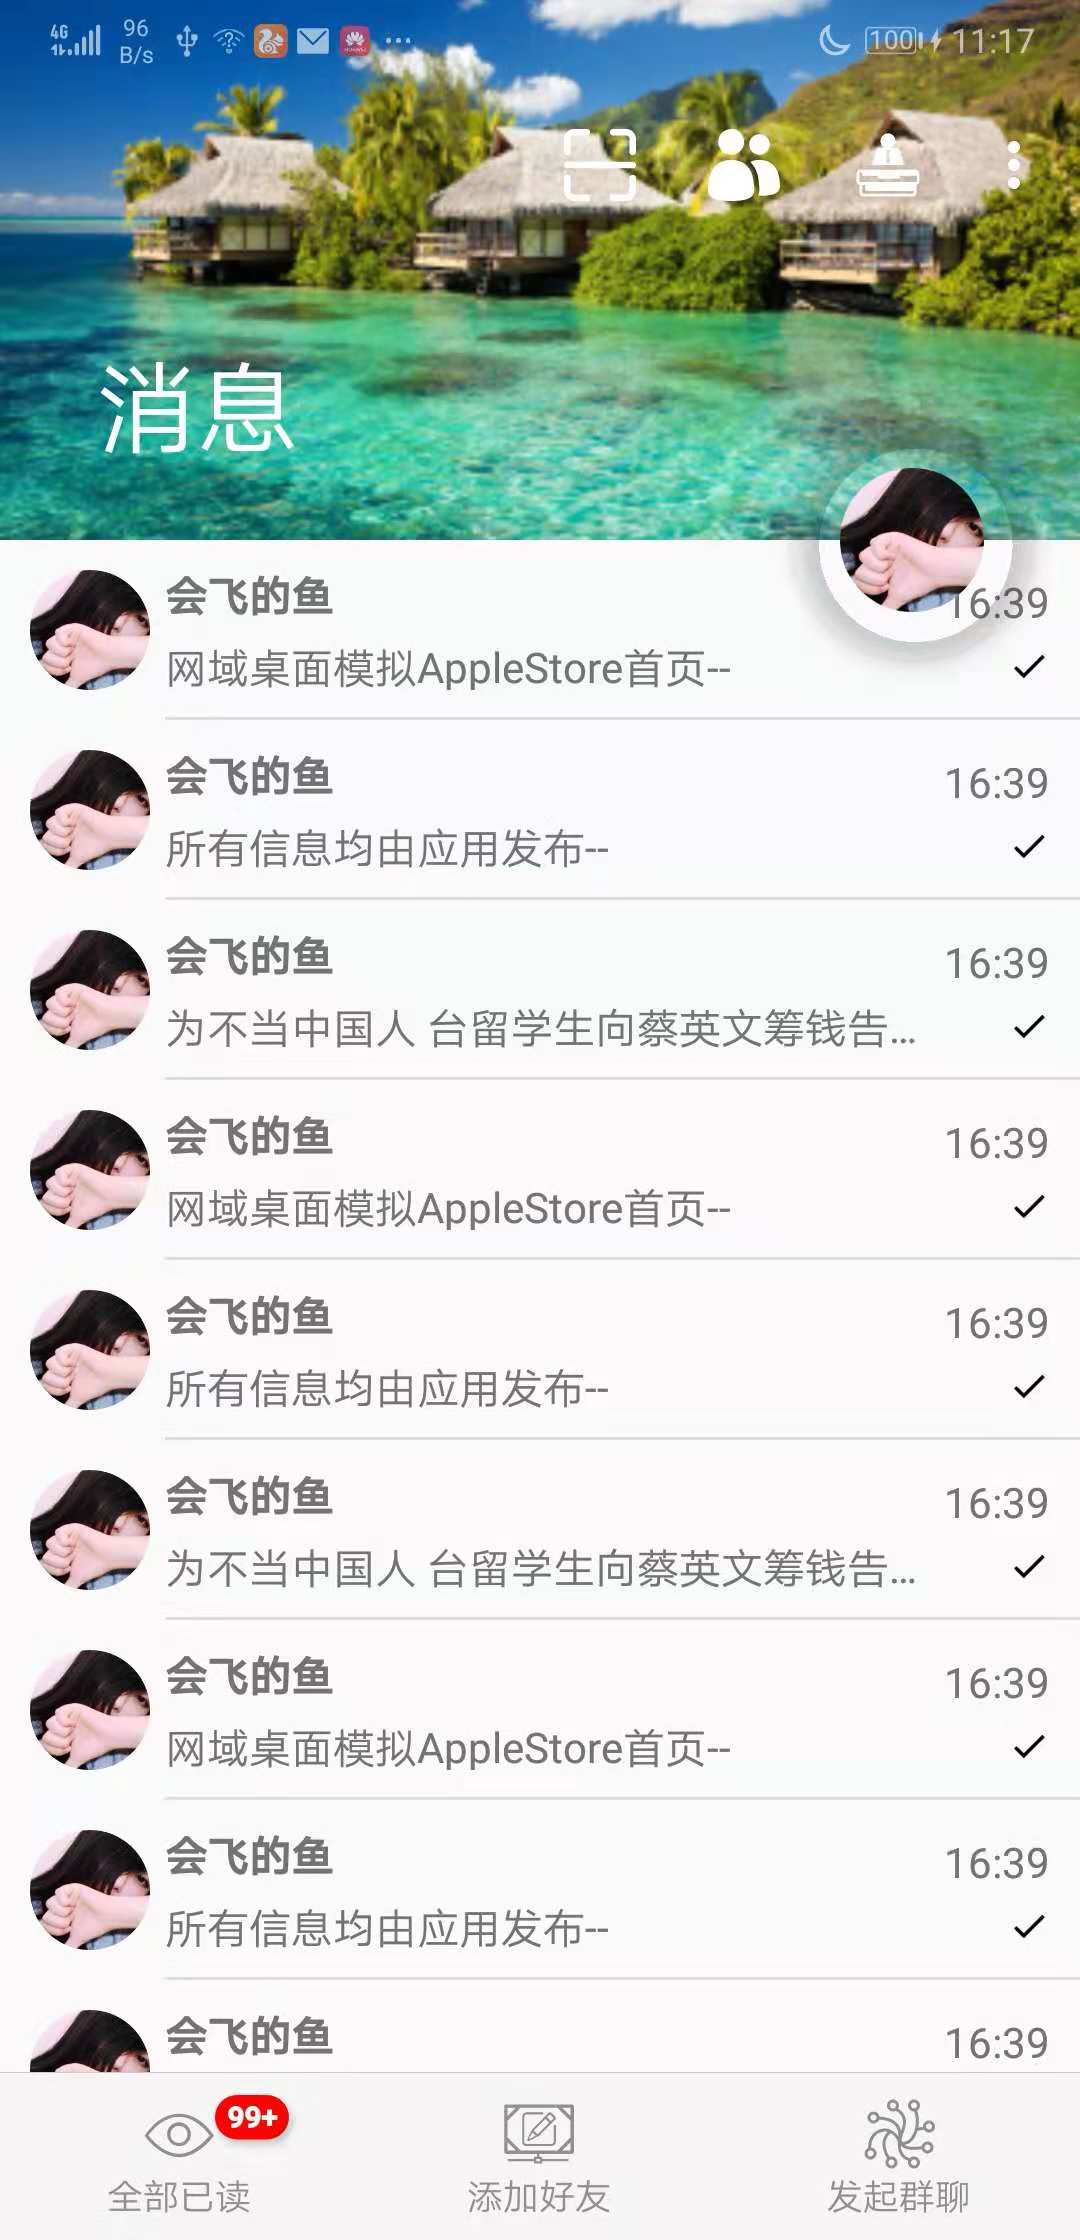 4G
96
B/s
100
11:17
消息
会飞的鱼
16:39
网域桌面模拟AppleStore首页--
会飞的鱼
16:39
所有信息均由应用发布--
会飞的鱼
16:39
为不当中国人 台留学生向蔡英文筹钱告...
会飞的鱼
16:39
网域桌面模拟AppleStore首页--
会飞的鱼
16:39
所有信息均由应用发布--
会飞的鱼
16:39
为不当中国人 台留学生向蔡英文筹钱告...
会飞的鱼
16:39
网域桌面模拟AppleStore首页--
会飞的鱼
16:39
所有信息均由应用发布--
会飞的鱼
16:39
99+
全部已读
添加好友
发起群聊